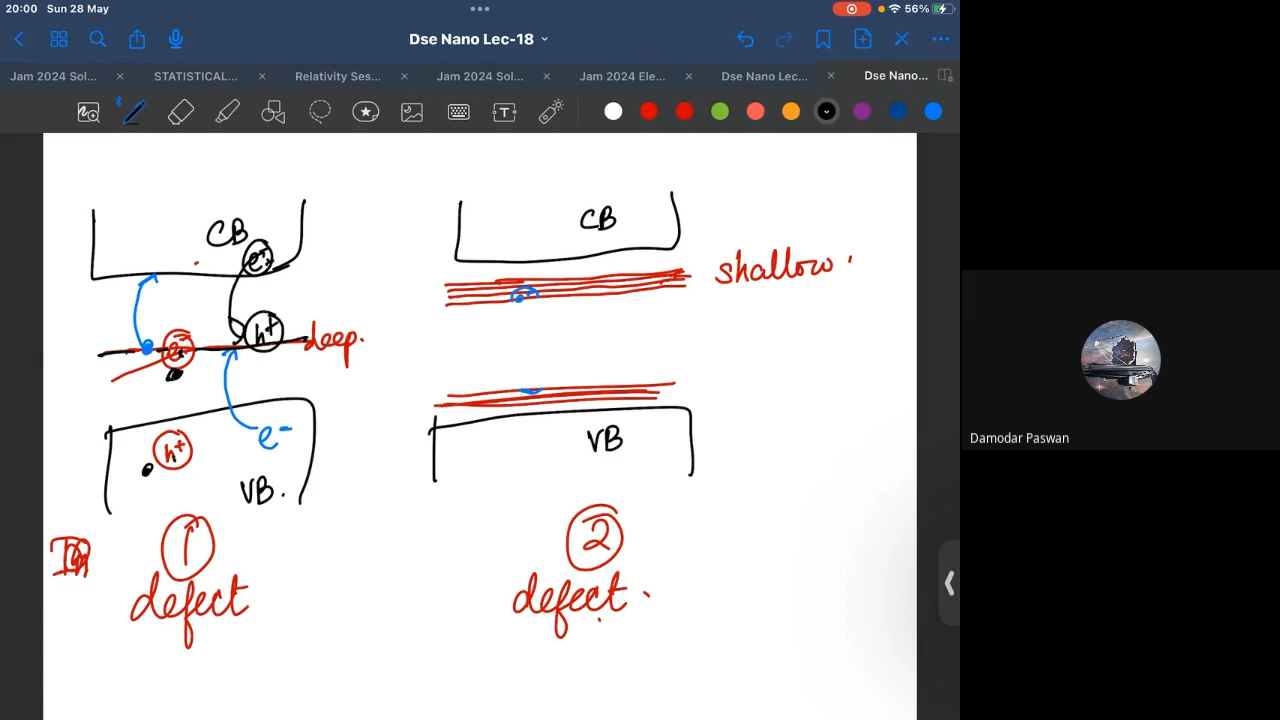 20:00 Sun 28 May
56%
Dse Nano Lec-18
Jam 2024 Sol...
STATISTICAL...
Relativity Ses...
Jam 2024 Sol...
Jam 2024 Ele...
Dse Nano Lec...
Dse Nano...
CB
e-
h+
e-
deep.
h+
e-
VB.
1
defect
CB
shallow
VB
2
defect.
Damodar Paswan